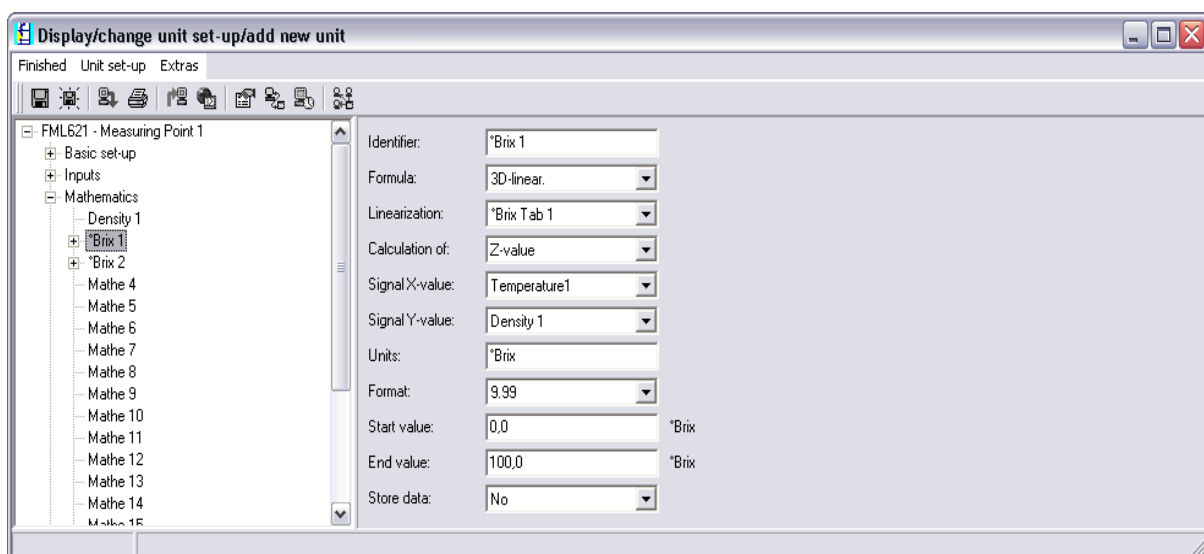 Display/change unit set-up/add new unit
Finished Unit set-up Extras
FML621 - Measuring Point 1
Basic set-up
Inputs
Mathematics
Density 1
°Brix 1
°Brix 2
Mathe 4
Mathe 5
Mathe 6
Mathe 7
Mathe 8
Mathe 9
Mathe 10
Mathe 11
Mathe 12
Mathe 13
Mathe 14
Mathe 15
Identifier: °Brix 1
Formula: 3D-linear.
Linearization: °Brix Tab 1
Calculation of: Z-value
Signal X-value: Temperature1
Signal Y-value: Density 1
Units: °Brix
Format: 9.99
Start value: 0,0 °Brix
End value: 100,0 °Brix
Store data: No